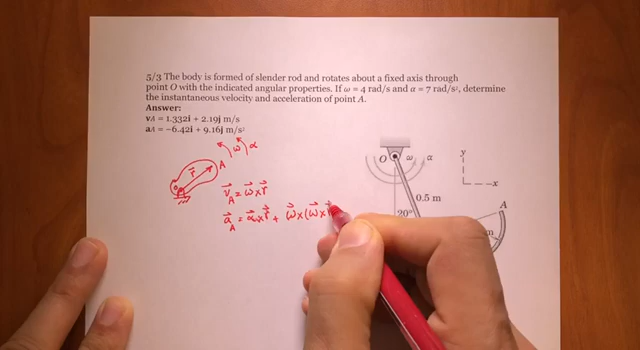 5/3 The body is formed of slender rod and rotates about a fixed axis through
point O with the indicated angular properties. If ω = 4 rad/s and α = 7 rad/s², determine
the instantaneous velocity and acceleration of point A.
Answer:
vA = 1.332i + 2.19j m/s
aA = −6.42i + 9.16j m/s²
ω α
A
r⃗
O
v⃗_A = ω⃗ × r⃗
a⃗_A = α⃗ × r⃗ + ω⃗ × (ω⃗ × r⃗
O ω α
y
x
0.5 m
20°
A
m